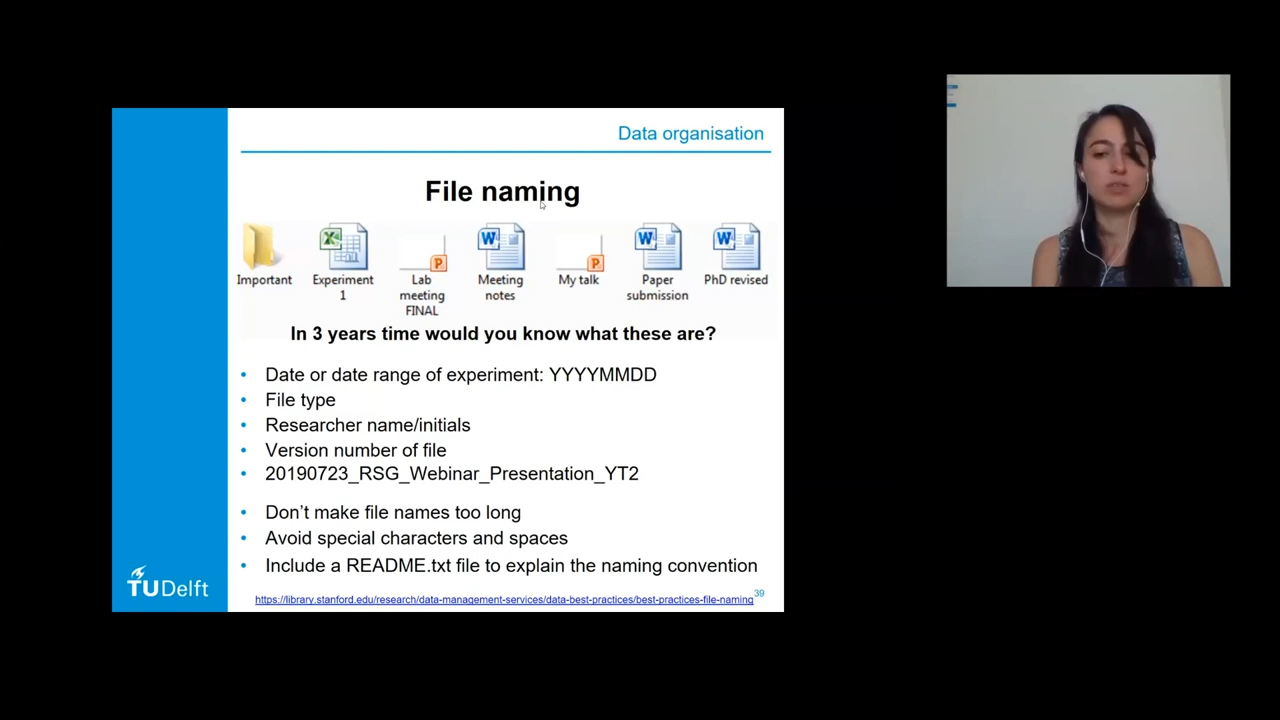 Data organisation
File naming
Important
Experiment
1
Lab
meeting
FINAL
Meeting
notes
My talk
Paper
submission
PhD revised
In 3 years time would you know what these are?
• Date or date range of experiment: YYYYMMDD
• File type
• Researcher name/initials
• Version number of file
• 20190723_RSG_Webinar_Presentation_YT2
• Don't make file names too long
• Avoid special characters and spaces
• Include a README.txt file to explain the naming convention
TUDelft
https://library.stanford.edu/research/data-management-services/data-best-practices/best-practices-file-naming
39